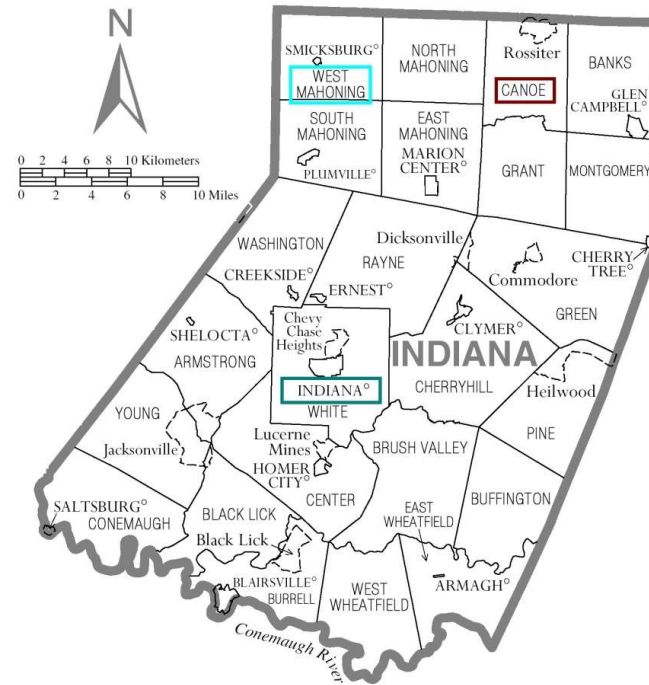 N
SMICKSBURG°
WEST
MAHONING
NORTH
MAHONING
Rossiter
CANOE
BANKS
GLEN
CAMPBELL°
0 2 4 6 8 10 Kilometers
0 2 4 6 8 10 Miles
SOUTH
MAHONING
PLUMVILLE°
EAST
MAHONING
MARION
CENTER°
GRANT
MONTGOMERY
WASHINGTON
CREEKSIDE°
RAYNE
ERNEST°
Dicksonville
Commodore
CHERRY
TREE°
GREEN
SHELOCTA°
ARMSTRONG
Chevy
Chase
Heights
CLYMER°
INDIANA
CHERRYHILL
INDIANA°
WHITE
Heilwood
YOUNG
Jacksonville
Lucerne
Mines
HOMER
CITY°
CENTER
BRUSH VALLEY
PINE
BUFFINGTON
SALTSBURG°
CONEMAUGH
BLACK LICK
Black Lick
EAST
WHEATFIELD
BLAIRSVILLE°
BURRELL
WEST
WHEATFIELD
ARMAGH°
Conemaugh River